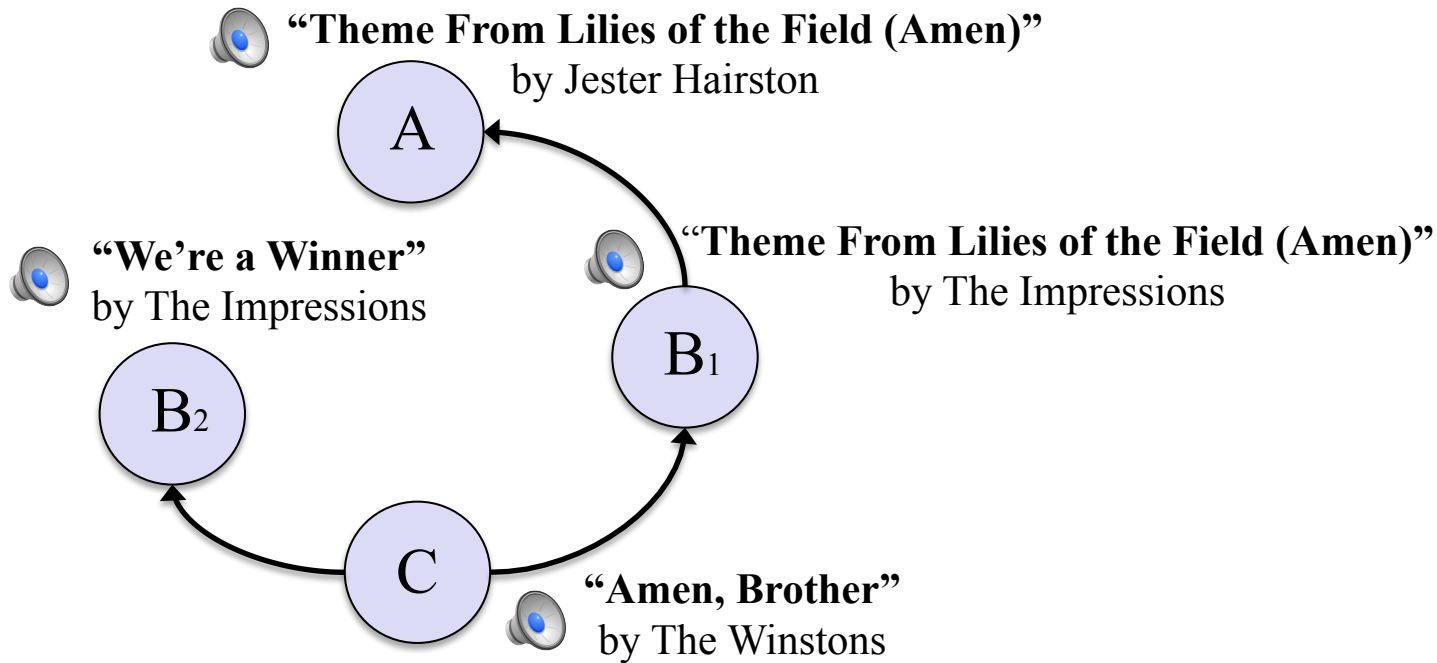 “Theme From Lilies of the Field (Amen)”
by Jester Hairston
A
“Theme From Lilies of the Field (Amen)”
by The Impressions
“We’re a Winner”
by The Impressions
B1
B2
C
“Amen, Brother”
by The Winstons